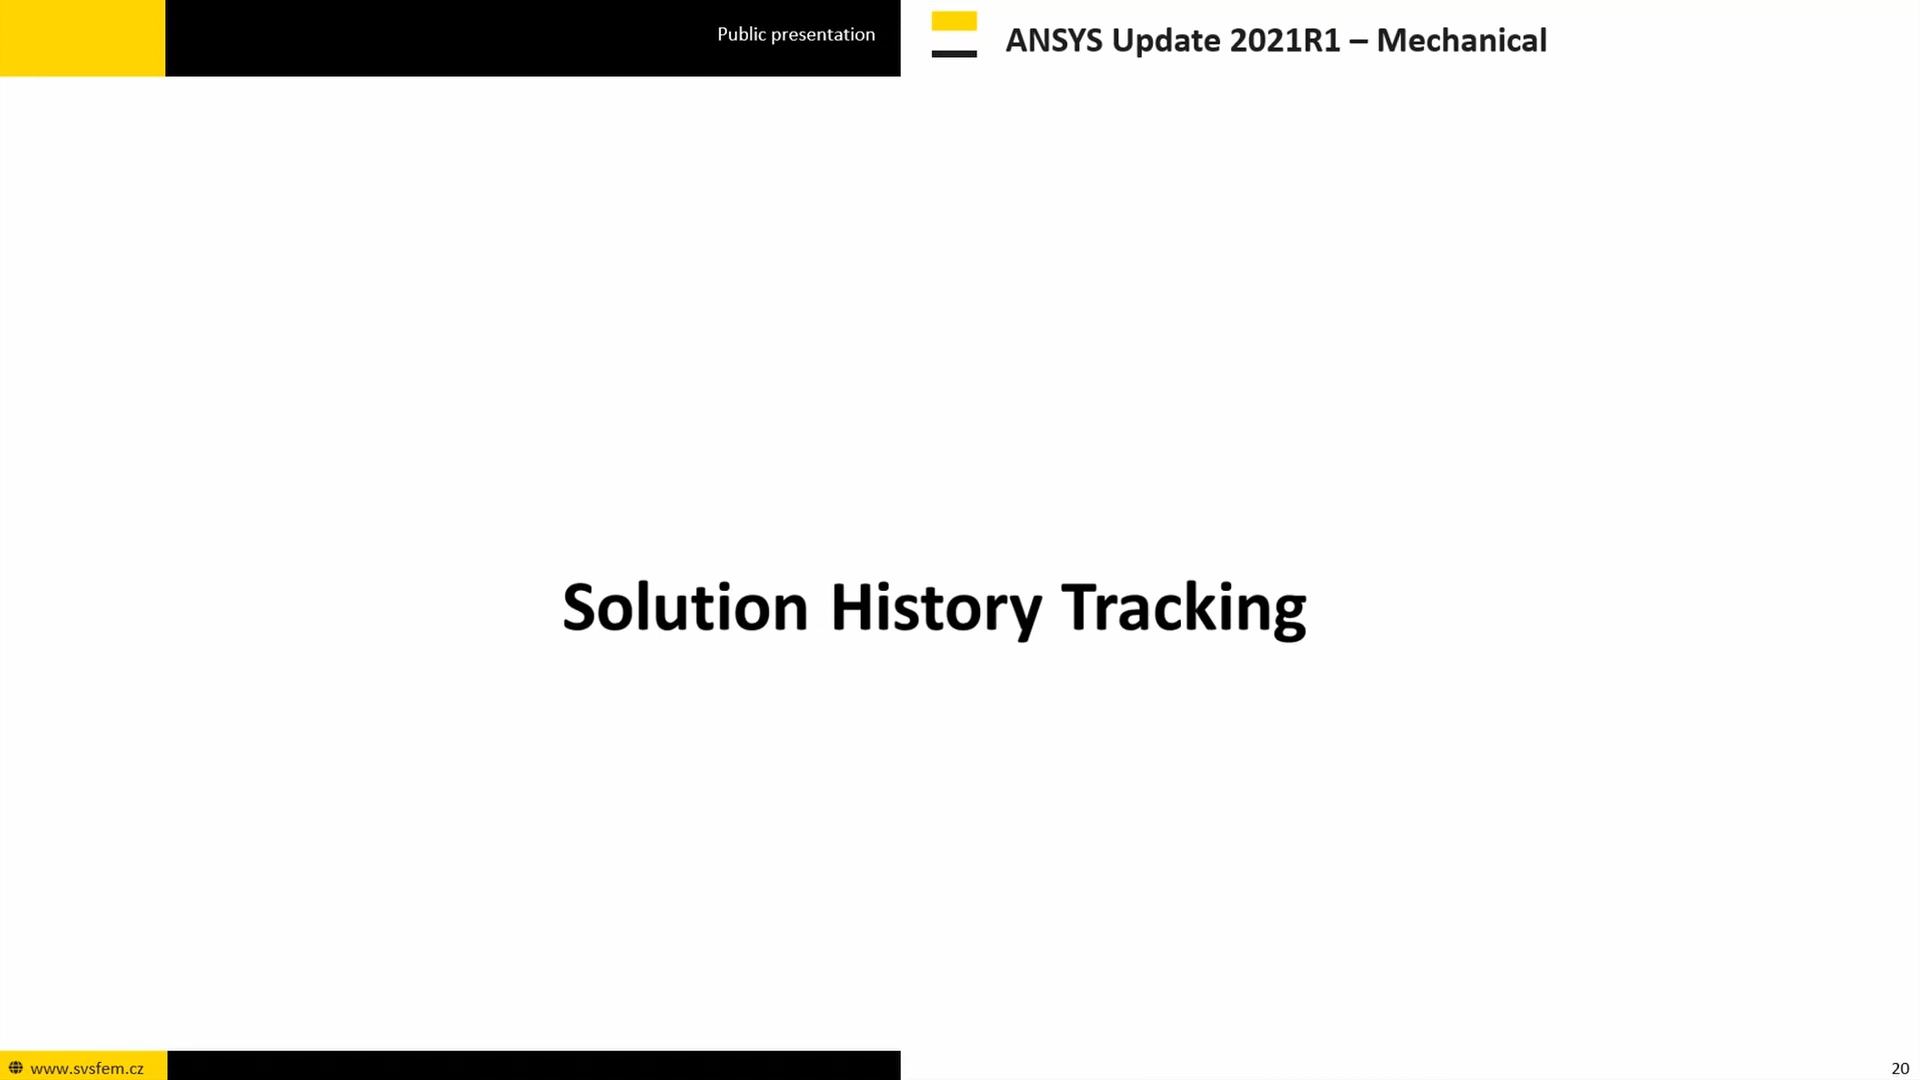 Public presentation
ANSYS Update 2021R1 – Mechanical
Solution History Tracking
www.svsfem.cz
20